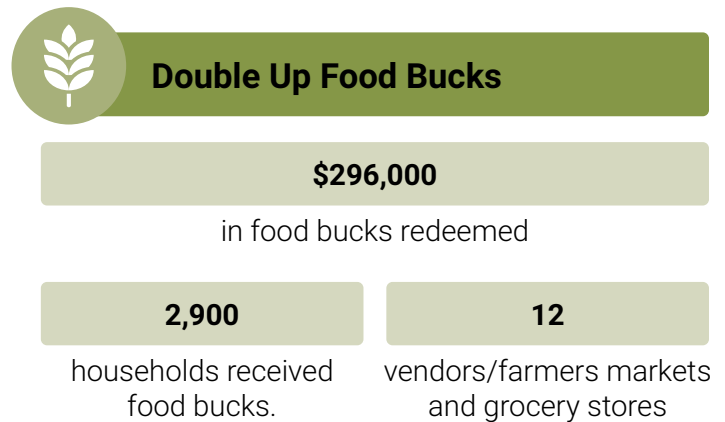 Double Up Food Bucks
$296,000
in food bucks redeemed
2,900
households received
food bucks.
12
vendors/farmers markets
and grocery stores